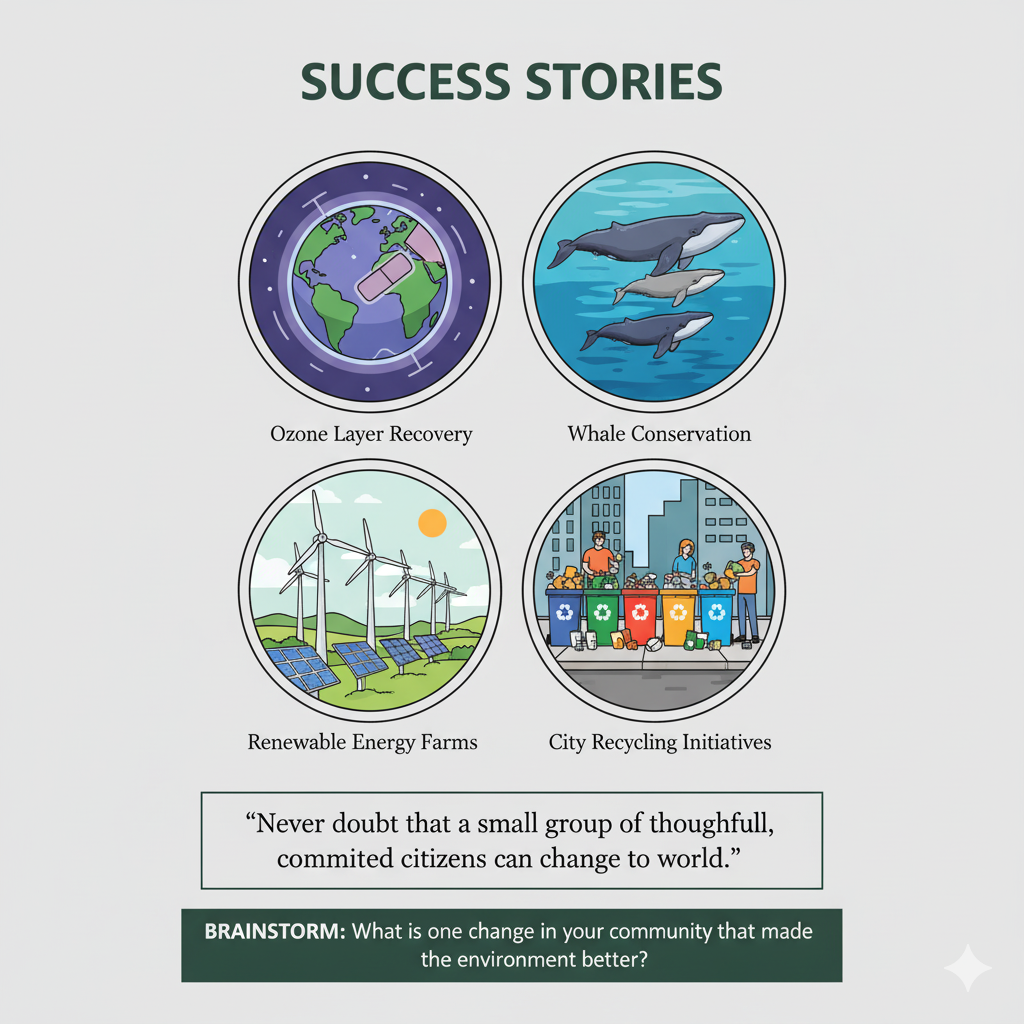 SUCCESS STORIES
Ozone Layer Recovery
Whale Conservation
Renewable Energy Farms
City Recycling Initiatives
“Never doubt that a small group of thoughfull,
commited citizens can change to world.”
BRAINSTORM: What is one change in your community that made
the environment better?